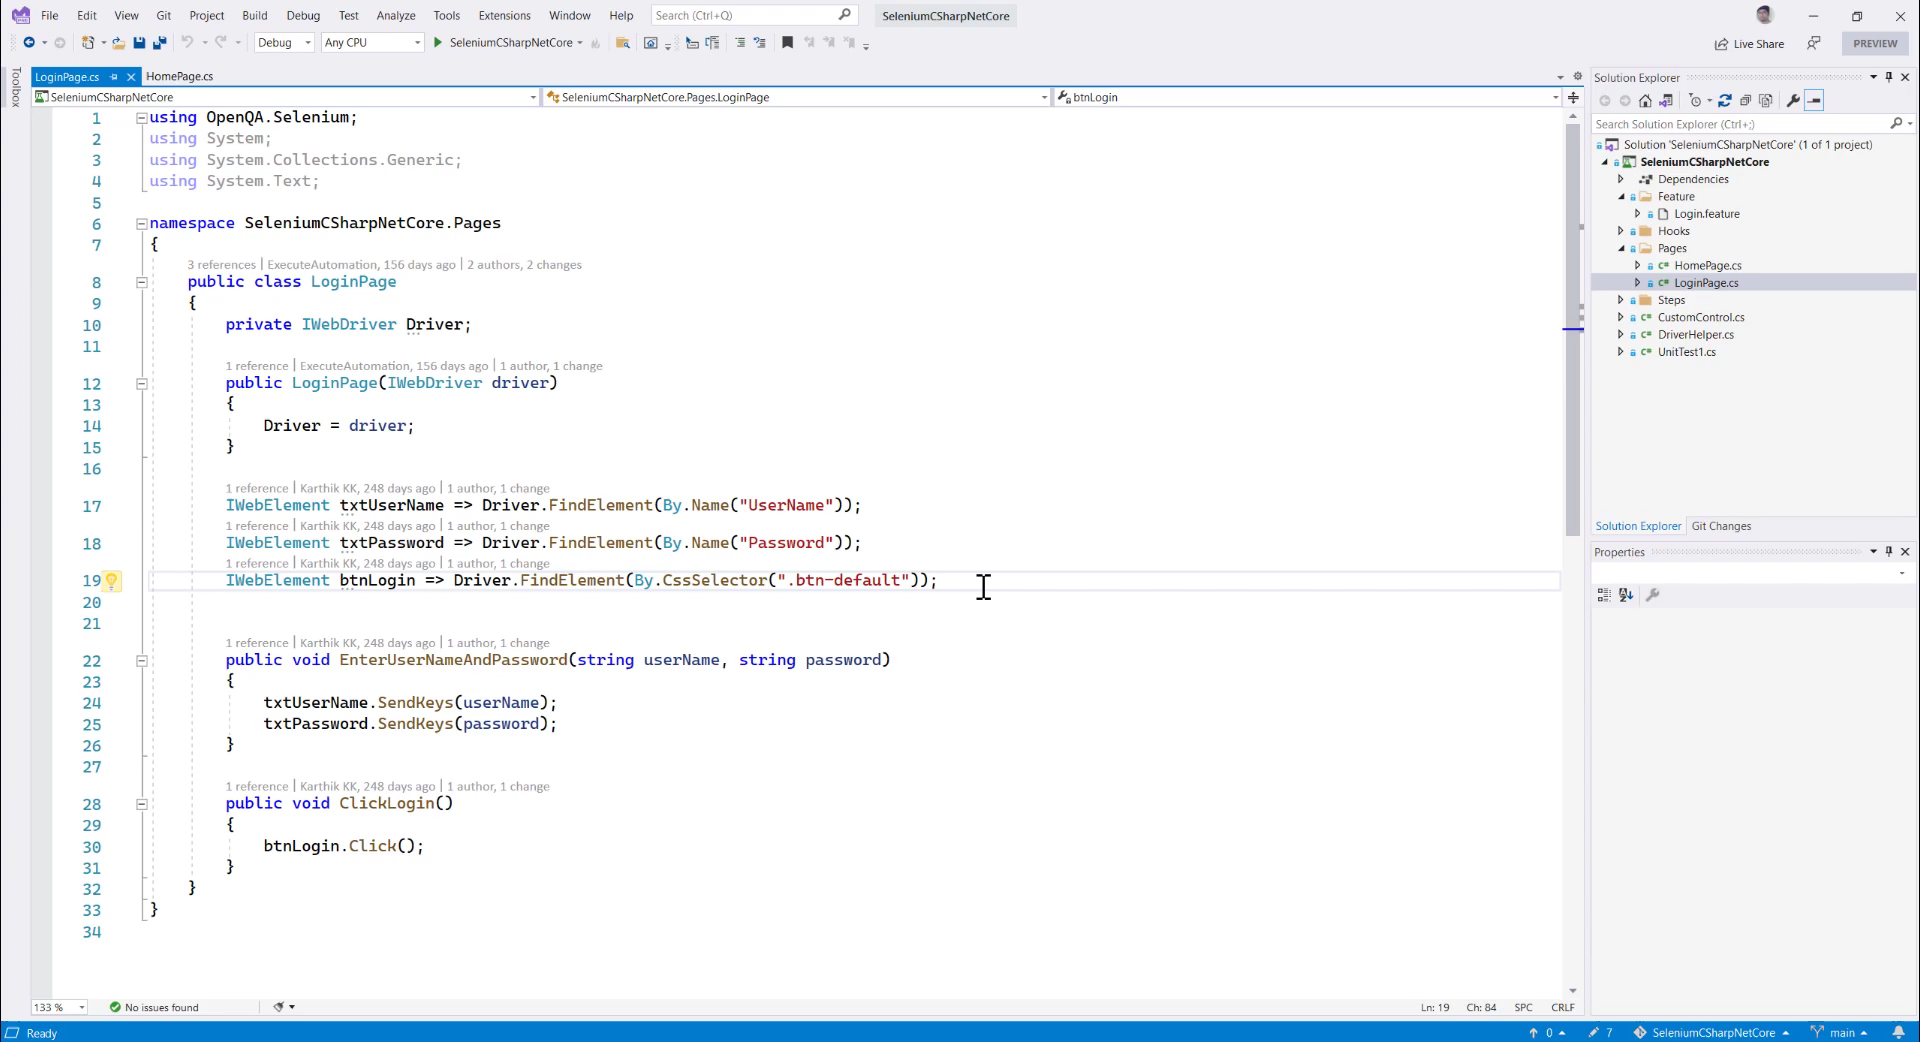 File Edit View Git Project Build Debug Test Analyze Tools Extensions Window Help Search (Ctrl+Q) SeleniumCSharpNetCore
Debug Any CPU SeleniumCSharpNetCore Live Share PREVIEW
Toolbox
LoginPage.cs HomePage.cs
SeleniumCSharpNetCore SeleniumCSharpNetCore.Pages.LoginPage btnLogin
1 using OpenQA.Selenium;
2 using System;
3 using System.Collections.Generic;
4 using System.Text;
5
6 namespace SeleniumCSharpNetCore.Pages
7 {
3 references | ExecuteAutomation, 156 days ago | 2 authors, 2 changes
8 public class LoginPage
9 {
10 private IWebDriver Driver;
11
1 reference | ExecuteAutomation, 156 days ago | 1 author, 1 change
12 public LoginPage(IWebDriver driver)
13 {
14 Driver = driver;
15 }
16
1 reference | Karthik KK, 248 days ago | 1 author, 1 change
17 IWebElement txtUserName => Driver.FindElement(By.Name("UserName"));
1 reference | Karthik KK, 248 days ago | 1 author, 1 change
18 IWebElement txtPassword => Driver.FindElement(By.Name("Password"));
1 reference | Karthik KK, 248 days ago | 1 author, 1 change
19 IWebElement btnLogin => Driver.FindElement(By.CssSelector(".btn-default"));
20
21
1 reference | Karthik KK, 248 days ago | 1 author, 1 change
22 public void EnterUserNameAndPassword(string userName, string password)
23 {
24 txtUserName.SendKeys(userName);
25 txtPassword.SendKeys(password);
26 }
27
1 reference | Karthik KK, 248 days ago | 1 author, 1 change
28 public void ClickLogin()
29 {
30 btnLogin.Click();
31 }
32 }
33 }
34
133 % No issues found Ln: 19 Ch: 84 SPC CRLF
Solution Explorer
Search Solution Explorer (Ctrl+;)
Solution 'SeleniumCSharpNetCore' (1 of 1 project)
SeleniumCSharpNetCore
Dependencies
Feature
Login.feature
Hooks
Pages
C# HomePage.cs
C# LoginPage.cs
Steps
C# CustomControl.cs
C# DriverHelper.cs
C# UnitTest1.cs
Solution Explorer Git Changes
Properties
Ready 0 7 SeleniumCSharpNetCore main